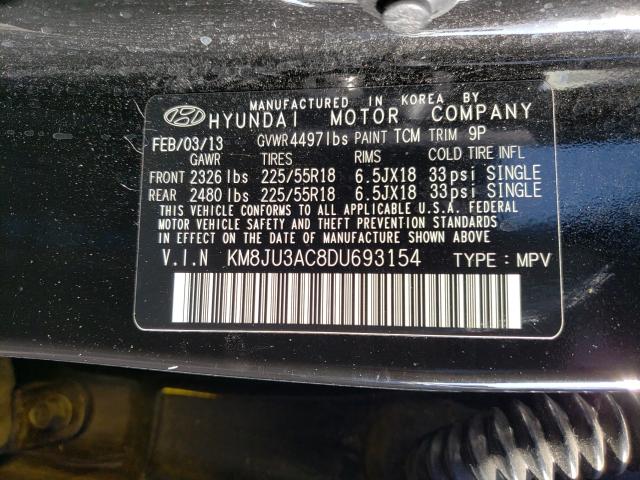 MANUFACTURED IN KOREA BY
HYUNDAI MOTOR COMPANY
FEB/03/13 GVWR4497lbs PAINT TCM TRIM 9P
GAWR TIRES RIMS COLD TIRE INFL
FRONT 2326 lbs 225/55R18 6.5JX18 33psi SINGLE
REAR 2480 lbs 225/55R18 6.5JX18 33psi SINGLE
THIS VEHICLE CONFORMS TO ALL APPLICABLE U.S.A. FEDERAL
MOTOR VEHICLE SAFETY AND THEFT PREVENTION STANDARDS
IN EFFECT ON THE DATE OF MANUFACTURE SHOWN ABOVE.
V.I.N KM8JU3AC8DU693154 TYPE : MPV